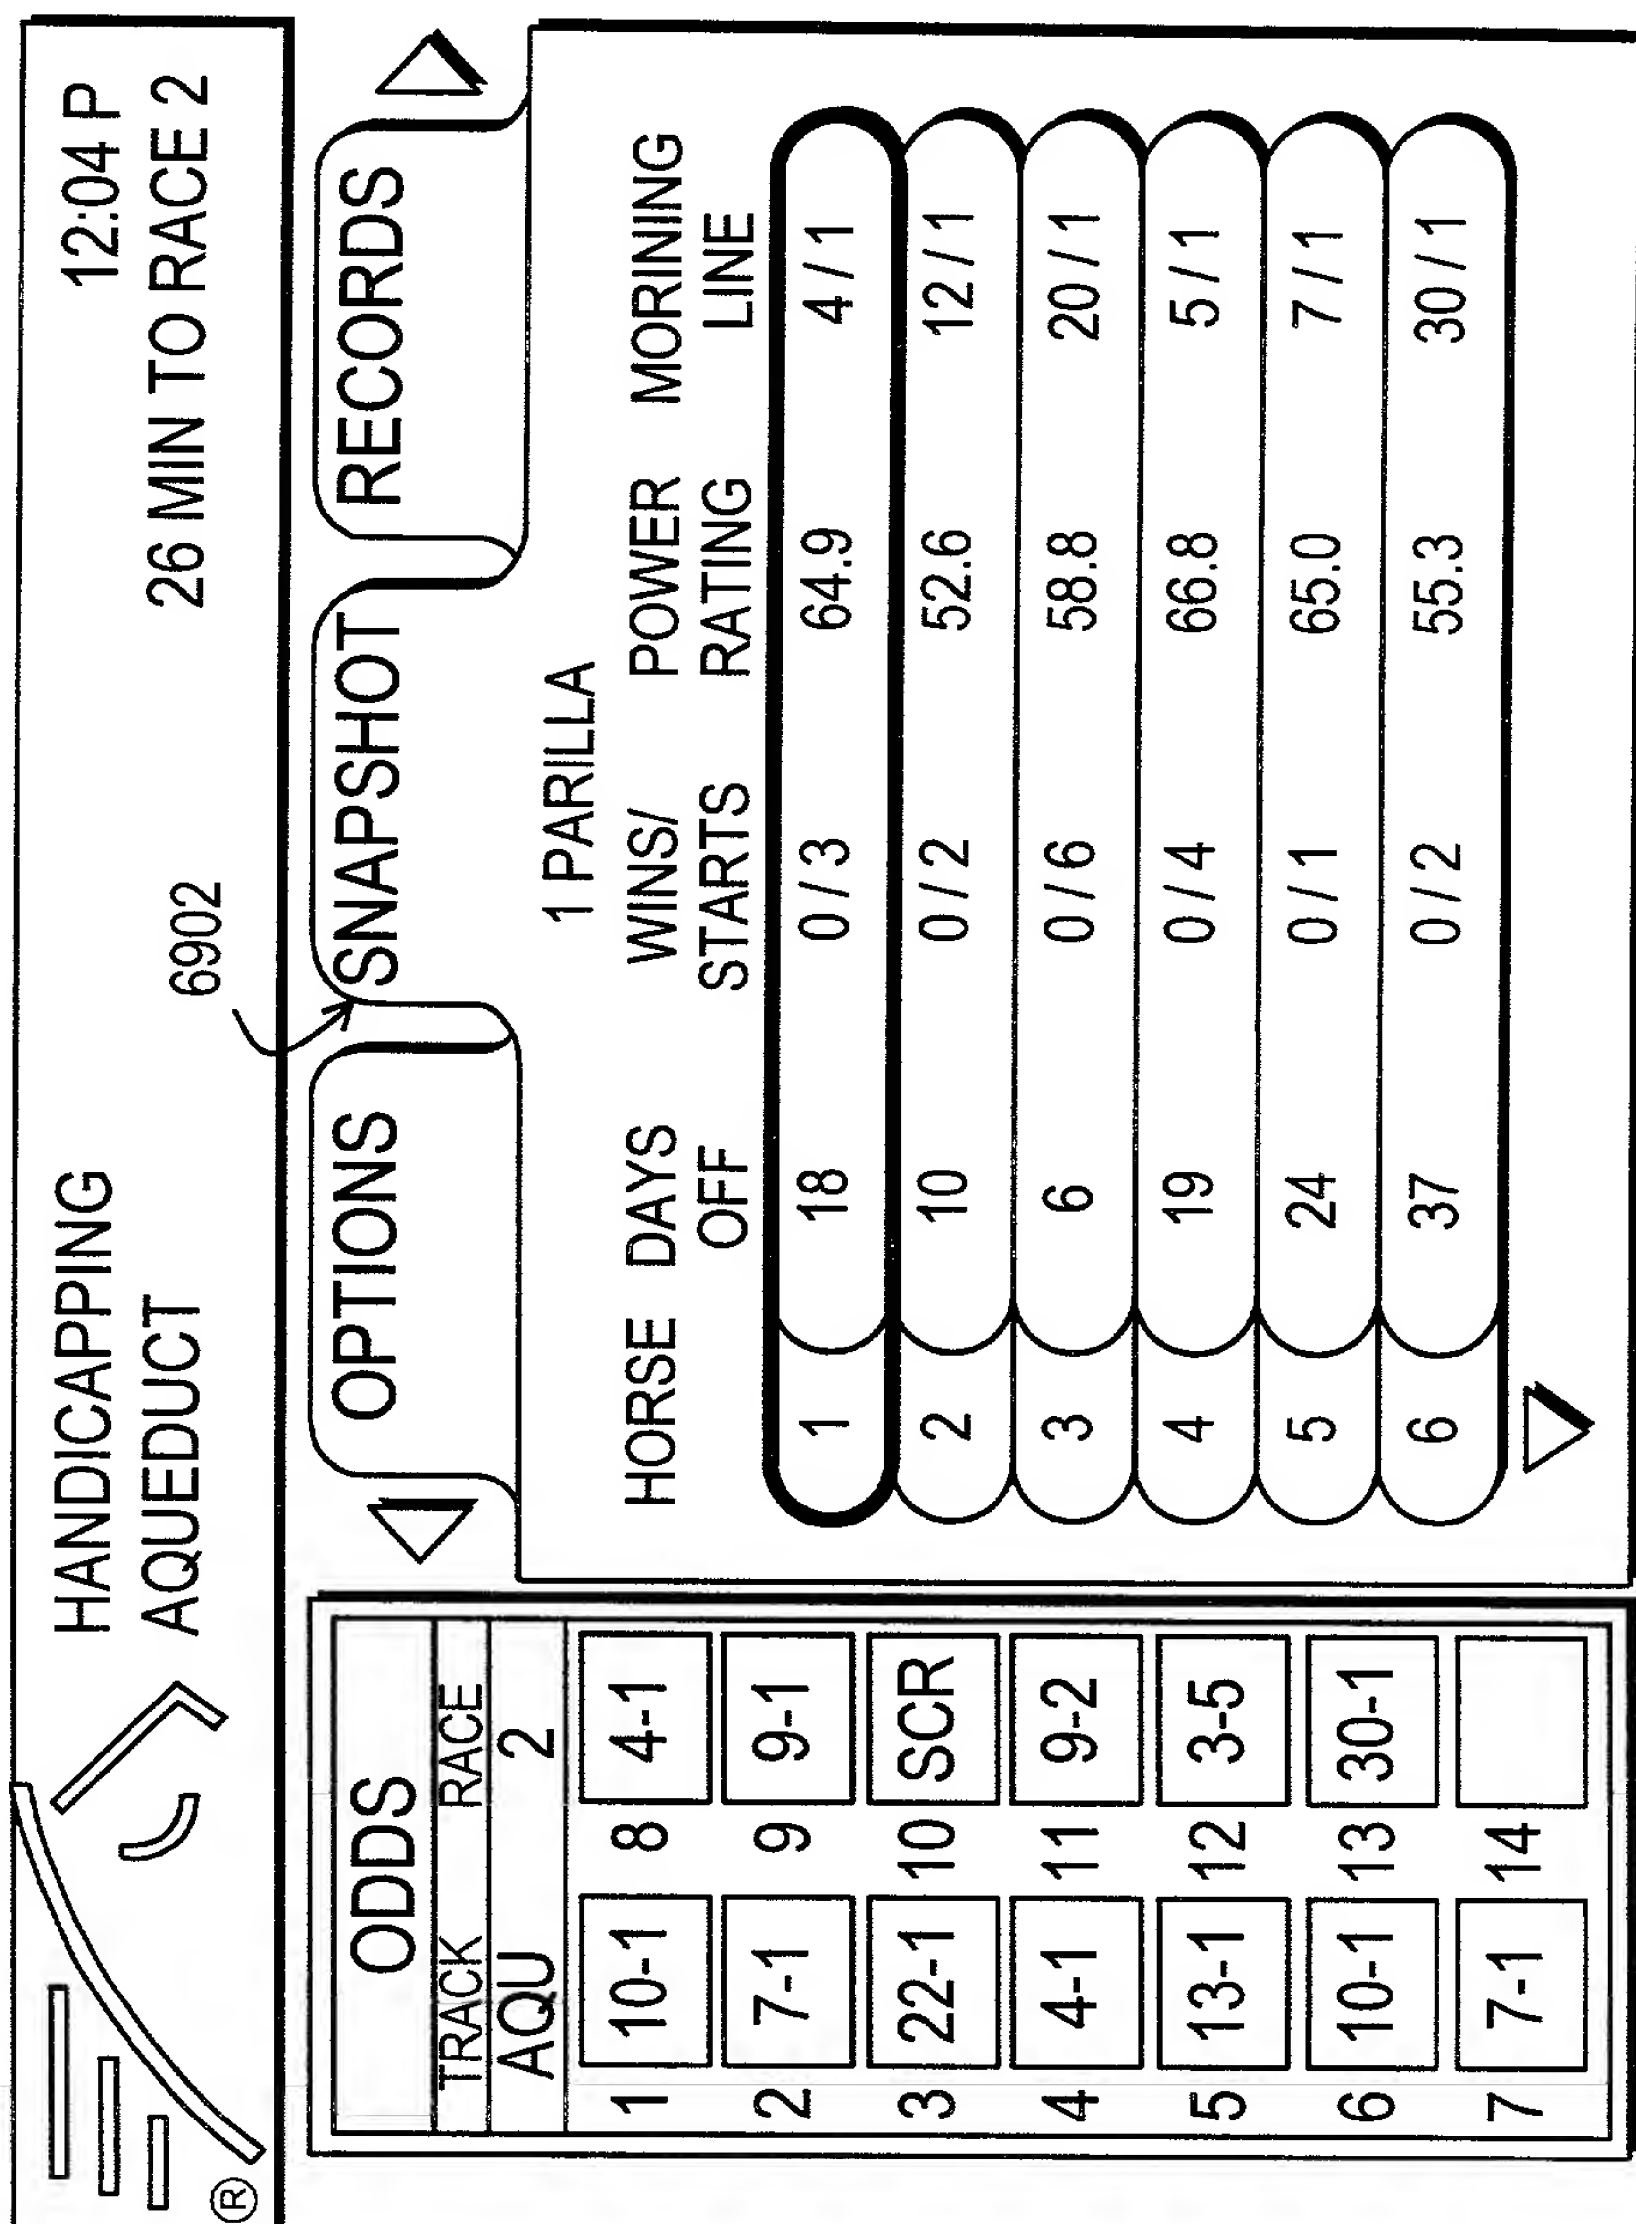 HANDICAPPING 12:04 P
AQUEDUCT 26 MIN TO RACE 2
®
6902
OPTIONS SNAPSHOT RECORDS
1 PARILLA
HORSE DAYS WINS/ POWER MORINING
OFF STARTS RATING LINE
1 18 0 / 3 64.9 4 / 1
2 10 0 / 2 52.6 12 / 1
3 6 0 / 6 58.8 20 / 1
4 19 0 / 4 66.8 5 / 1
5 24 0 / 1 65.0 7 / 1
6 37 0 / 2 55.3 30 / 1
ODDS
TRACK RACE
AQU 2
1 10-1 8 4-1
2 7-1 9 9-1
3 22-1 10 SCR
4 4-1 11 9-2
5 13-1 12 3-5
6 10-1 13 30-1
7 7-1 14